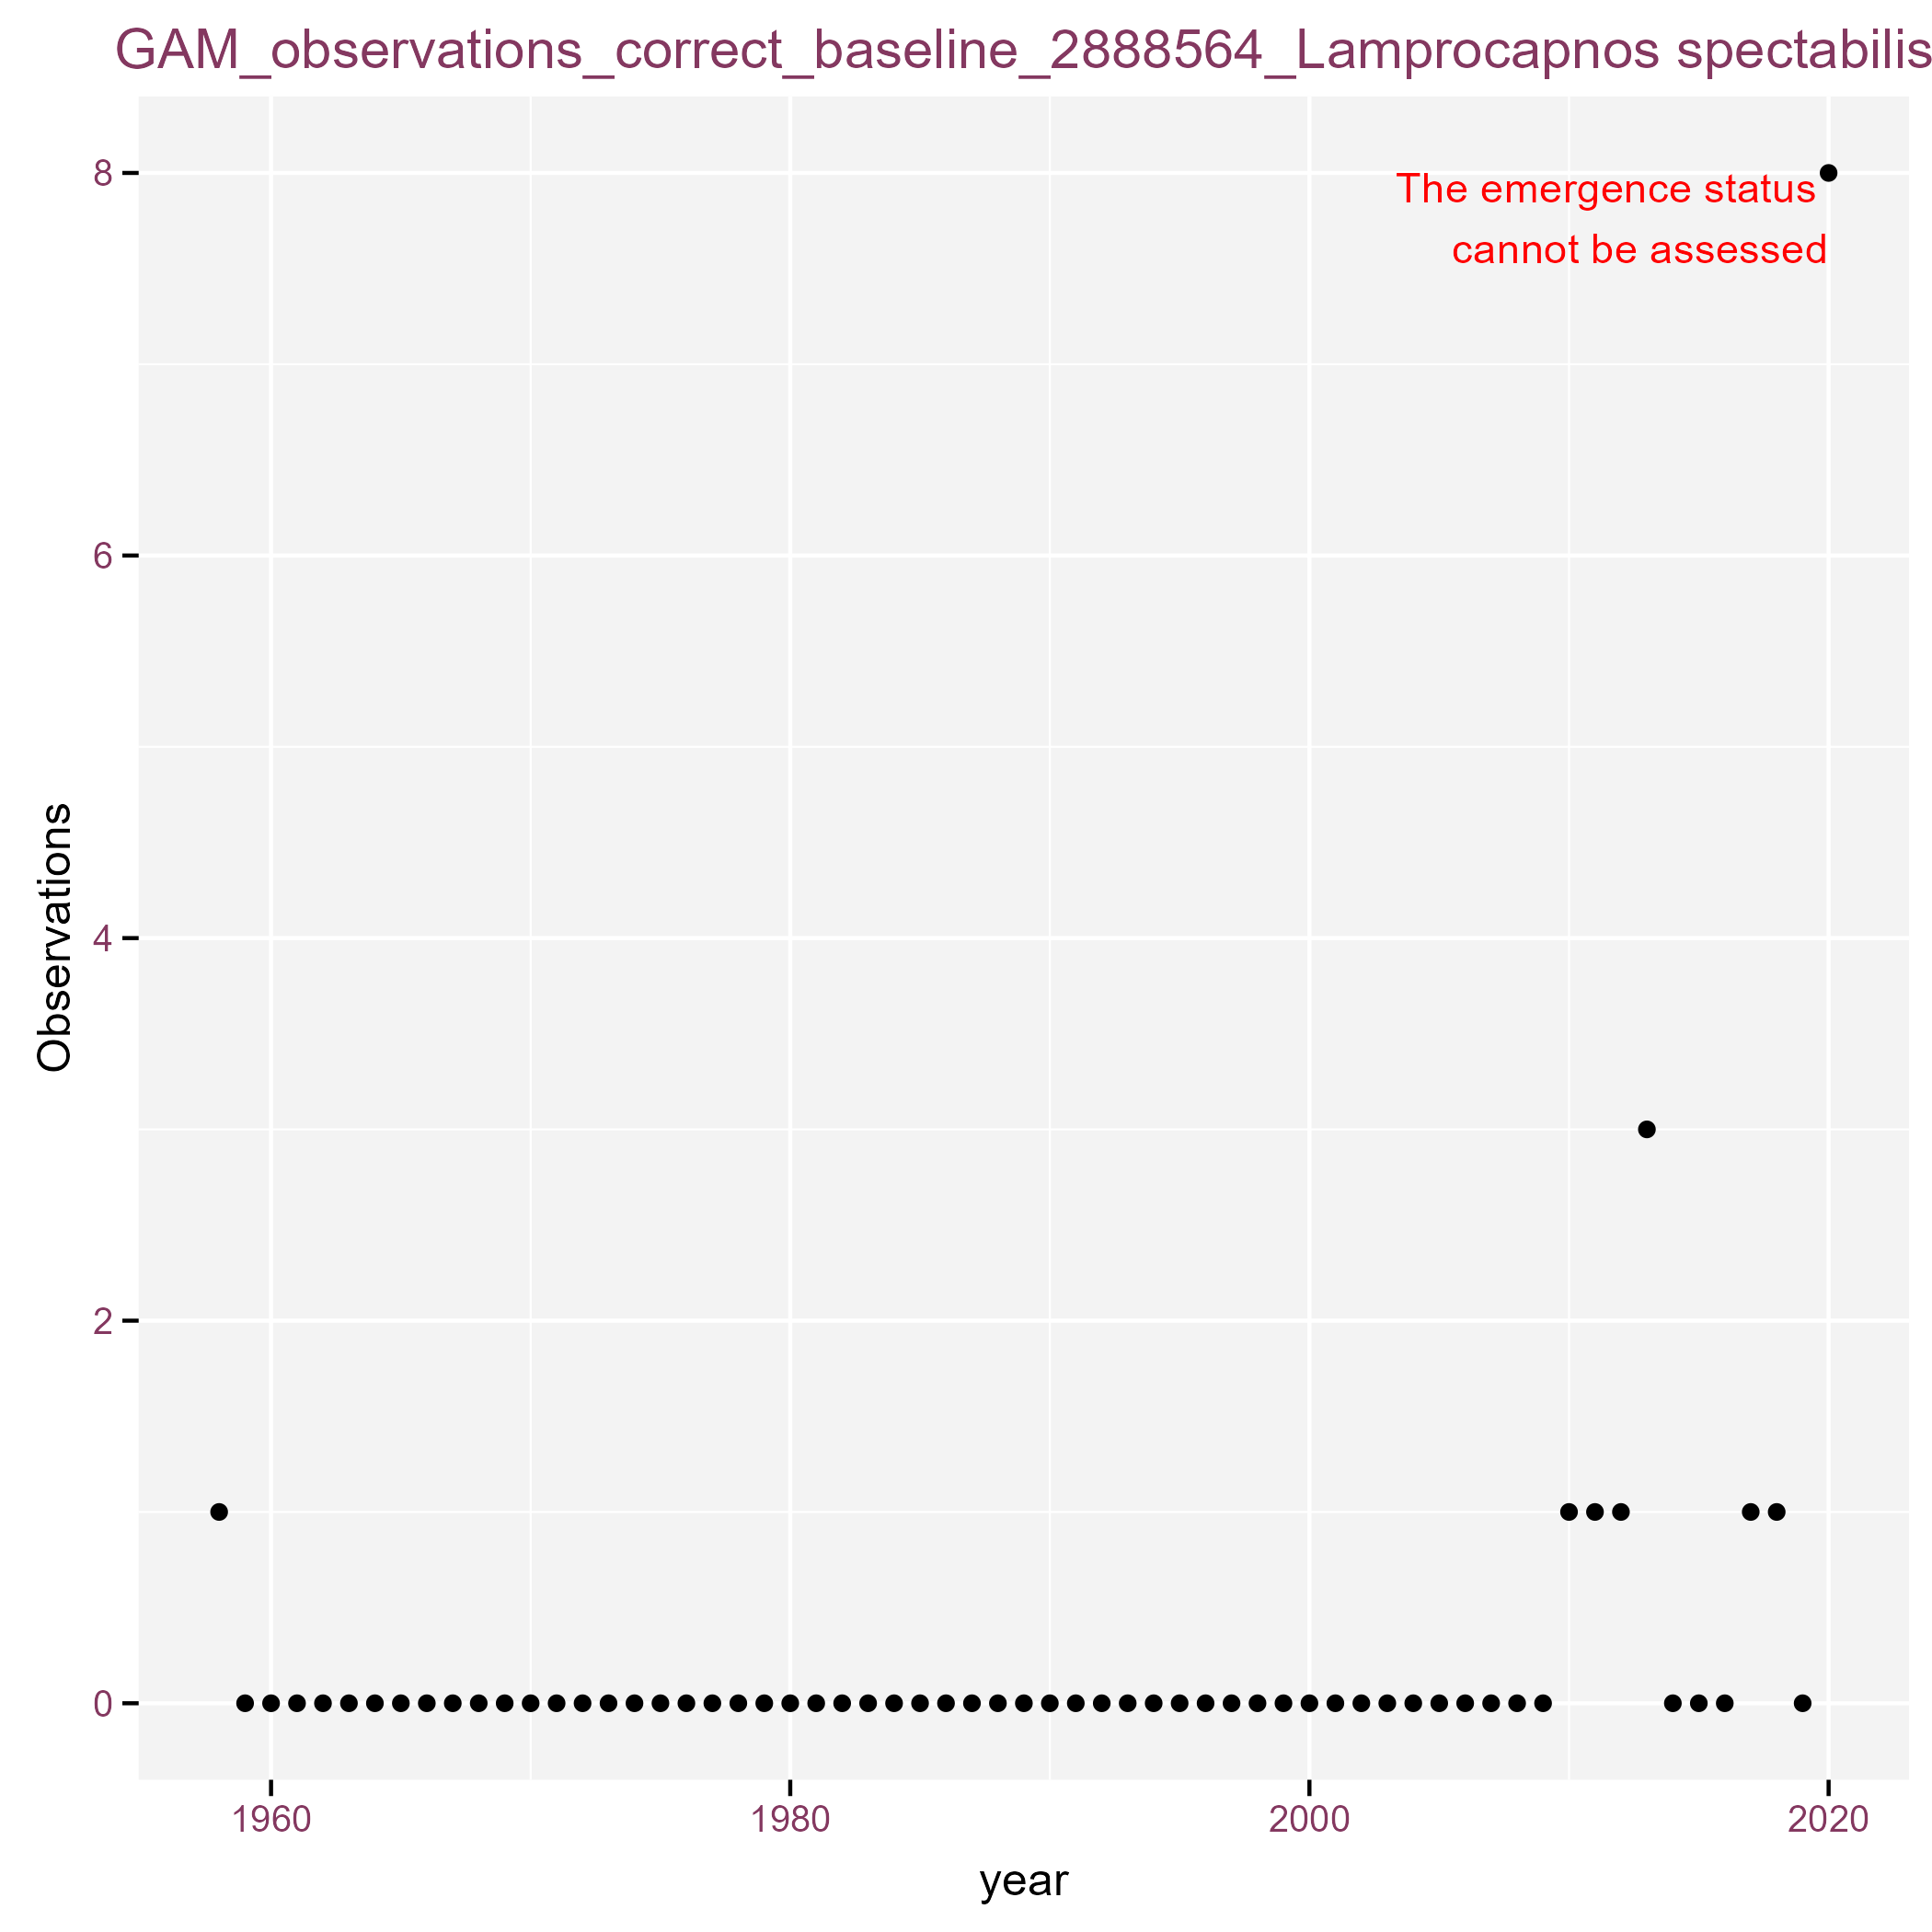 GAM_observations_correct_baseline_2888564_Lamprocapnos spectabilis
8
The emergence status
cannot be assessed
6
4
2
0
Observations
1960 1980 2000 2020
year